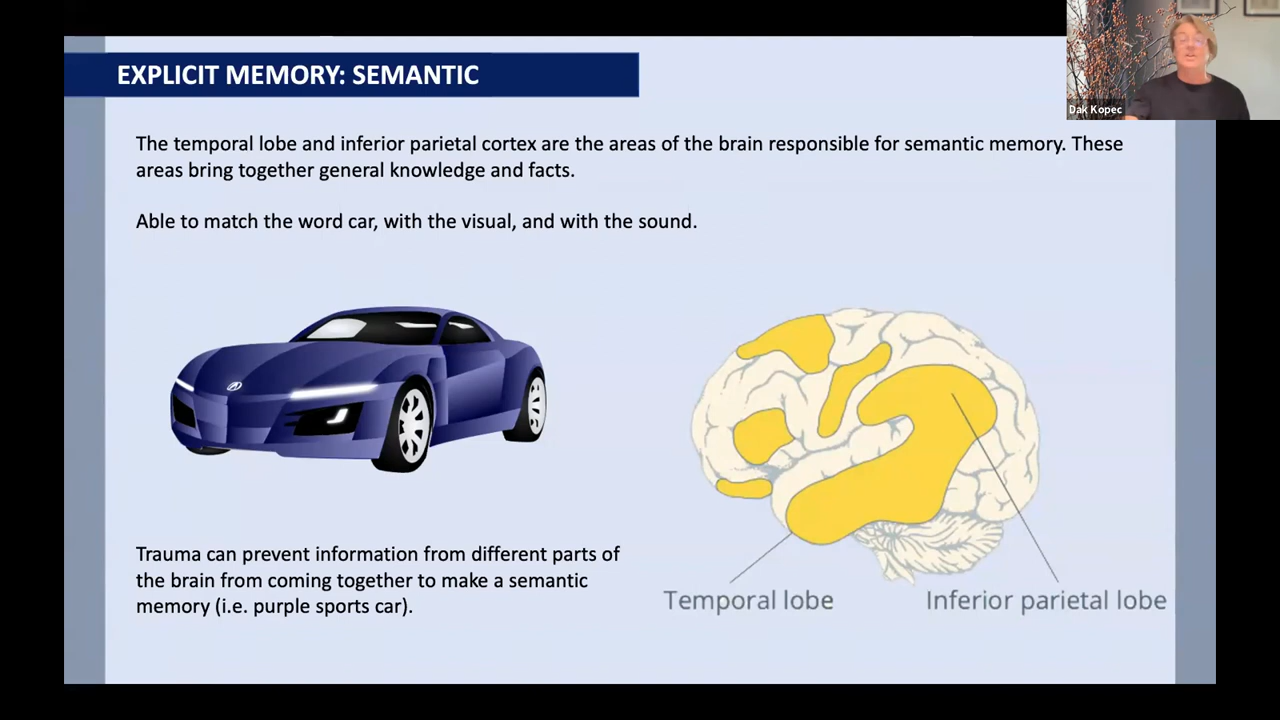 EXPLICIT MEMORY: SEMANTIC
Dak Kopec
The temporal lobe and inferior parietal cortex are the areas of the brain responsible for semantic memory. These
areas bring together general knowledge and facts.
Able to match the word car, with the visual, and with the sound.
Trauma can prevent information from different parts of
the brain from coming together to make a semantic
memory (i.e. purple sports car).
Temporal lobe
Inferior parietal lobe